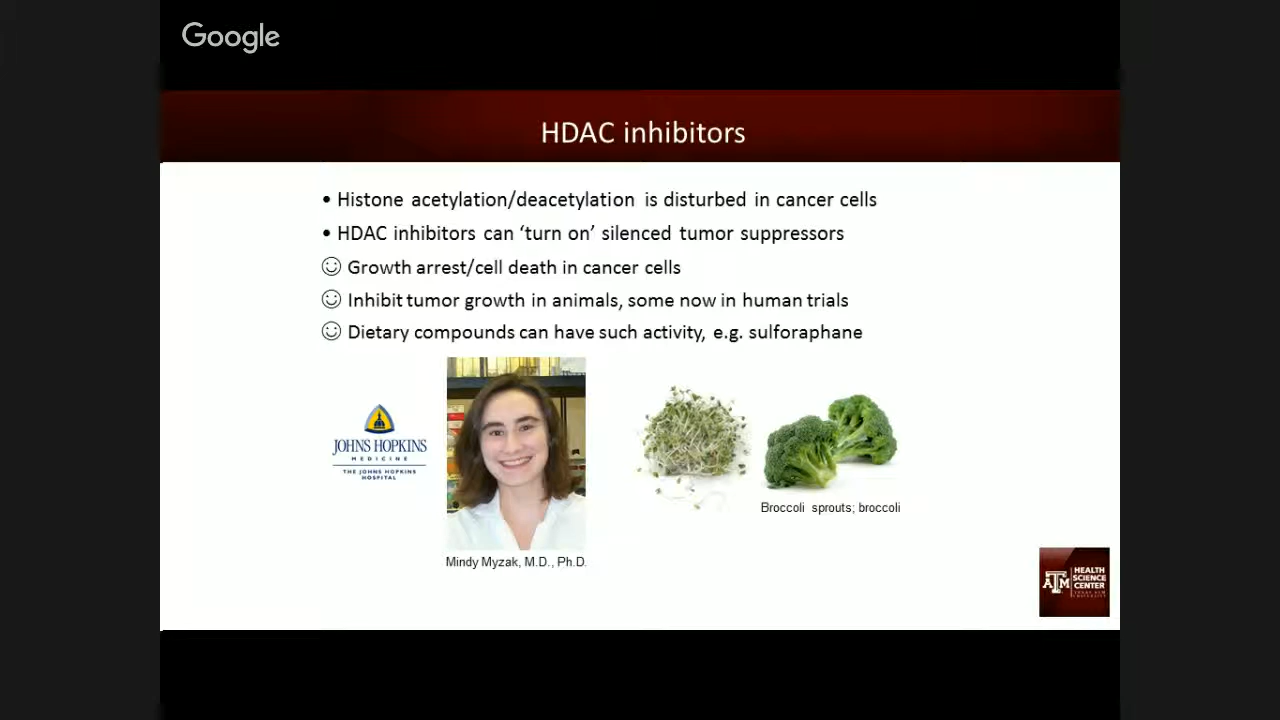 Google
HDAC inhibitors
• Histone acetylation/deacetylation is disturbed in cancer cells
• HDAC inhibitors can ‘turn on’ silenced tumor suppressors
☺ Growth arrest/cell death in cancer cells
☺ Inhibit tumor growth in animals, some now in human trials
☺ Dietary compounds can have such activity, e.g. sulforaphane
JOHNS HOPKINS
MEDICINE
THE JOHNS HOPKINS
HOSPITAL
Mindy Myzak, M.D., Ph.D.
Broccoli sprouts; broccoli
ATM
HEALTH
SCIENCE
CENTER
TEXAS A&M
UNIVERSITY